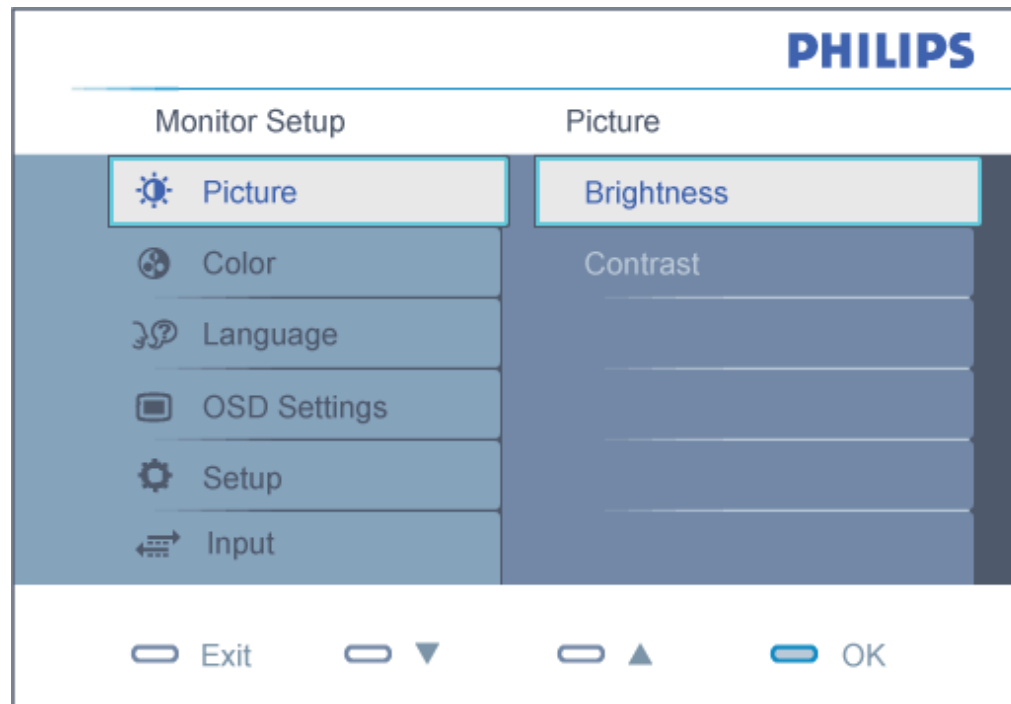 PHILIPS
Monitor Setup Picture
Picture Brightness
Color Contrast
Language
OSD Settings
Setup
Input
Exit ▼ ▲ OK